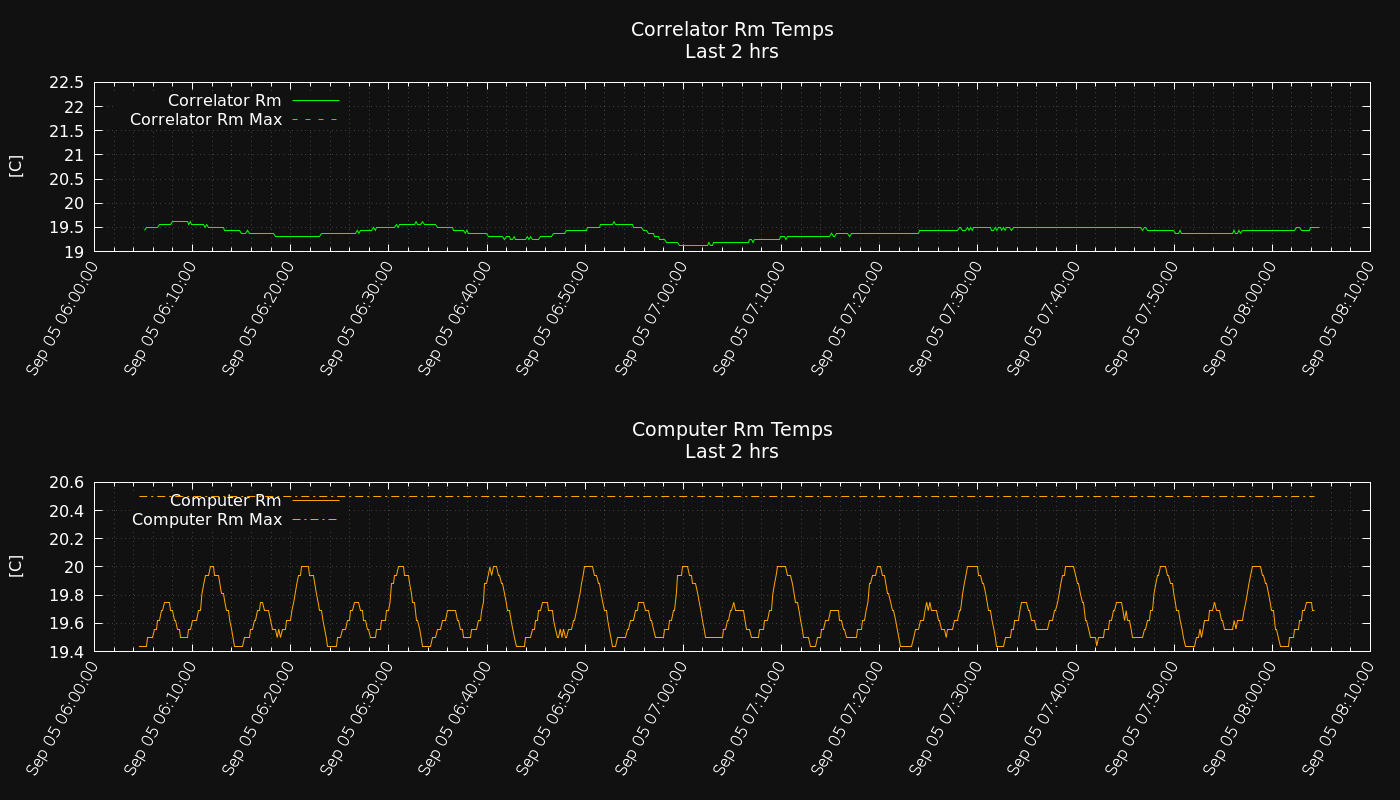 Correlator Rm Temps
Last 2 hrs
22.5
22
21.5
21
20.5
20
19.5
19
[C]
Correlator Rm
Correlator Rm Max
Sep 05 06:00:00
Sep 05 06:10:00
Sep 05 06:20:00
Sep 05 06:30:00
Sep 05 06:40:00
Sep 05 06:50:00
Sep 05 07:00:00
Sep 05 07:10:00
Sep 05 07:20:00
Sep 05 07:30:00
Sep 05 07:40:00
Sep 05 07:50:00
Sep 05 08:00:00
Sep 05 08:10:00
Computer Rm Temps
Last 2 hrs
20.6
20.4
20.2
20
19.8
19.6
19.4
[C]
Computer Rm
Computer Rm Max
Sep 05 06:00:00
Sep 05 06:10:00
Sep 05 06:20:00
Sep 05 06:30:00
Sep 05 06:40:00
Sep 05 06:50:00
Sep 05 07:00:00
Sep 05 07:10:00
Sep 05 07:20:00
Sep 05 07:30:00
Sep 05 07:40:00
Sep 05 07:50:00
Sep 05 08:00:00
Sep 05 08:10:00